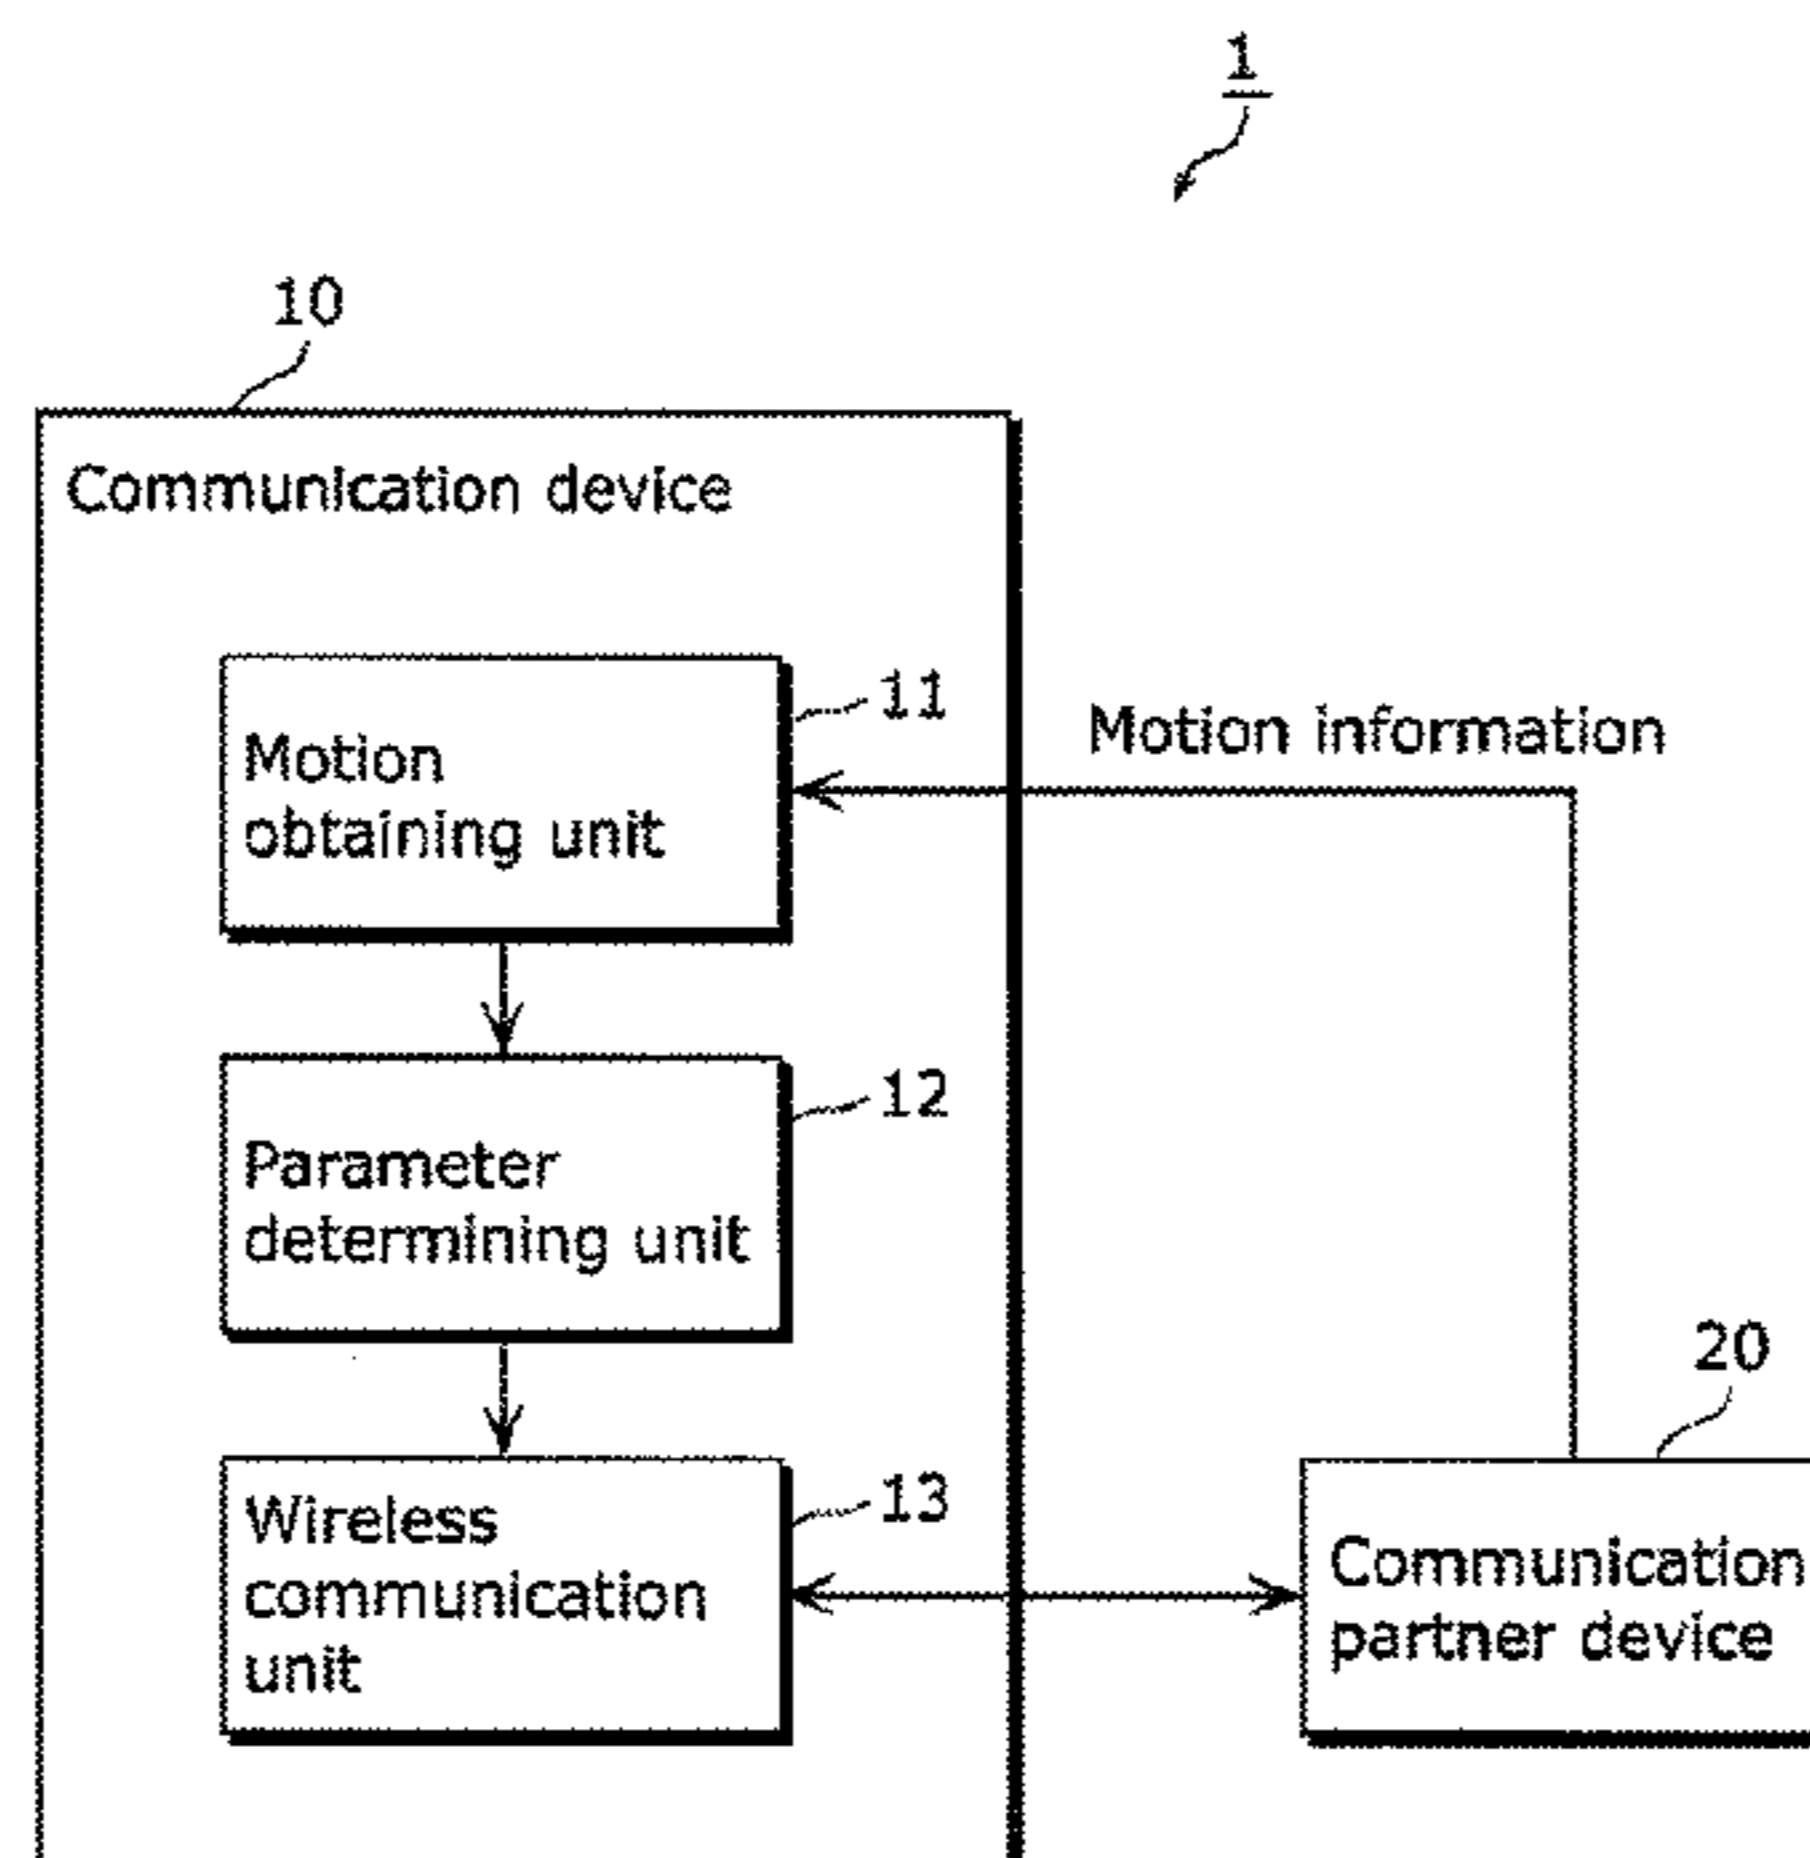 1
10
Communication device
11
Motion information
Motion
obtaining unit
12
Parameter
determining unit
20
13
Wireless
communication
unit
Communication
partner device